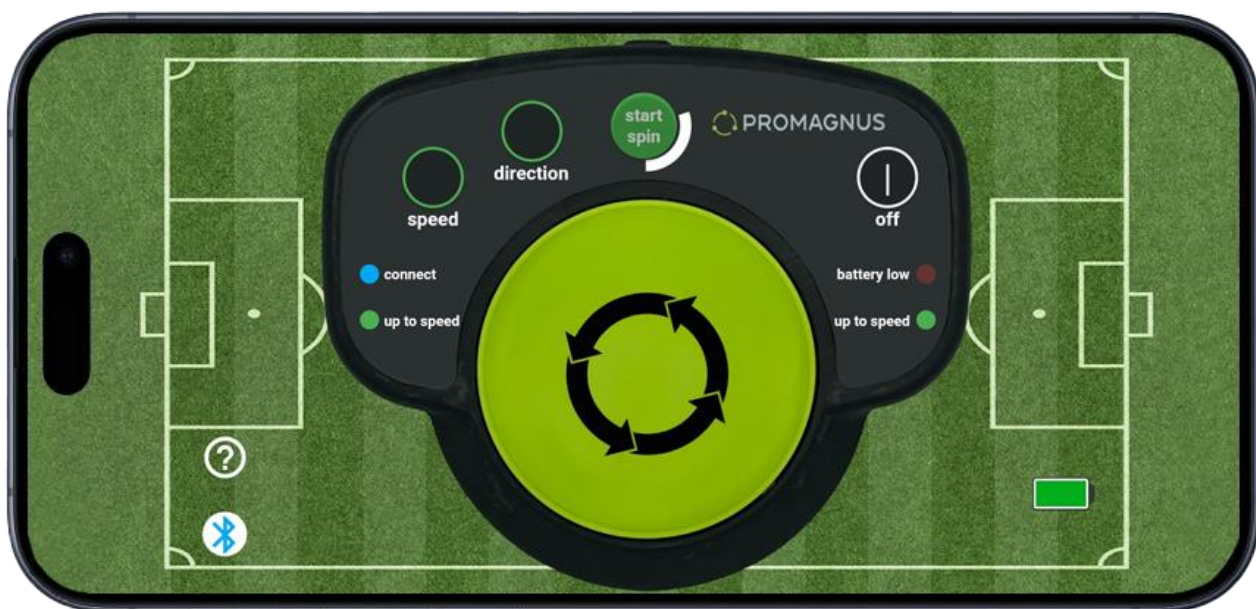 start
spin
PROMAGNUS
direction
speed
off
connect
battery low
up to speed
up to speed
?